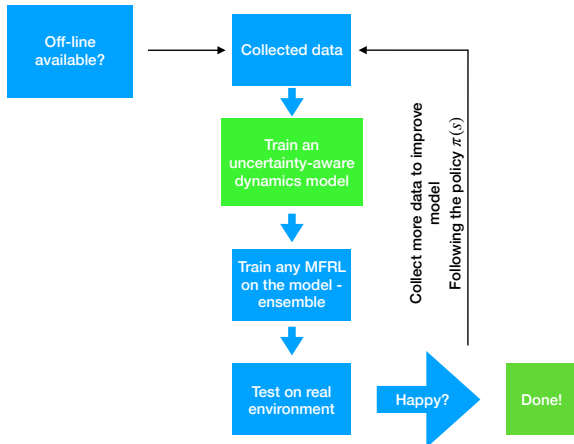 Off-line
available?
Collected data
Train an
uncertainty-aware
dynamics model
Train any MFRL
on the model -
ensemble
Test on real
environment
Happy?
Done!
Collect more data to improve
model
Following the policy π(s)